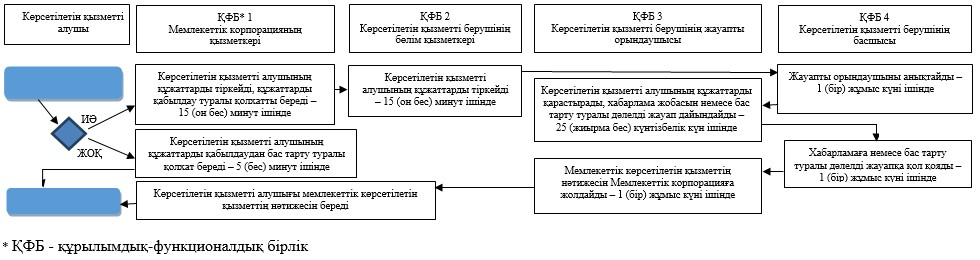 Көрсетілетін қызметті
алушы
ҚФБ* 1
Мемлекеттік корпорацияның
қызметкері
ҚФБ 2
Көрсетілетін қызметті берушінің
бөлім қызметкері
ҚФБ 3
Көрсетілетін қызметті берушінің жауапты
орындаушысы
ҚФБ 4
Көрсетілетін қызметті берушінің
басшысы
Көрсетілетін қызметті алушының
құжаттарды тіркейді, құжаттарды
қабылдау туралы қолхатты береді –
15 (он бес) минут ішінде
Көрсетілетін қызметті
алушының құжаттарды тіркейді
– 15 (он бес) минут ішінде
Жауапты орындаушыны анықтайды –
1 (бір) жұмыс күні ішінде
Көрсетілетін қызметті алушының құжаттарды
қарастырады, хабарлама жобасын немесе бас
тарту туралы дәлелді жауап дайындайды –
25 (жиырма бес) күнтізбелік күн ішінде
ИӘ
ЖОҚ
Көрсетілетін қызметті алушының
құжаттарды қабылдаудан бас тарту туралы
қолхат береді – 5 (бес) минут ішінде
Хабарламаға немесе бас тарту
туралы дәлелді жауапқа қол қояды –
1 (бір) жұмыс күні ішінде
Мемлекеттік көрсетілетін қызметтің
нәтижесін Мемлекеттік корпорацияға
жолдайды – 1 (бір) жұмыс күні ішінде
Көрсетілетін қызметті алушыға мемлекеттік көрсетілетін
қызметтің нәтижесін береді
* ҚФБ - құрылымдық-функционалдық бірлік